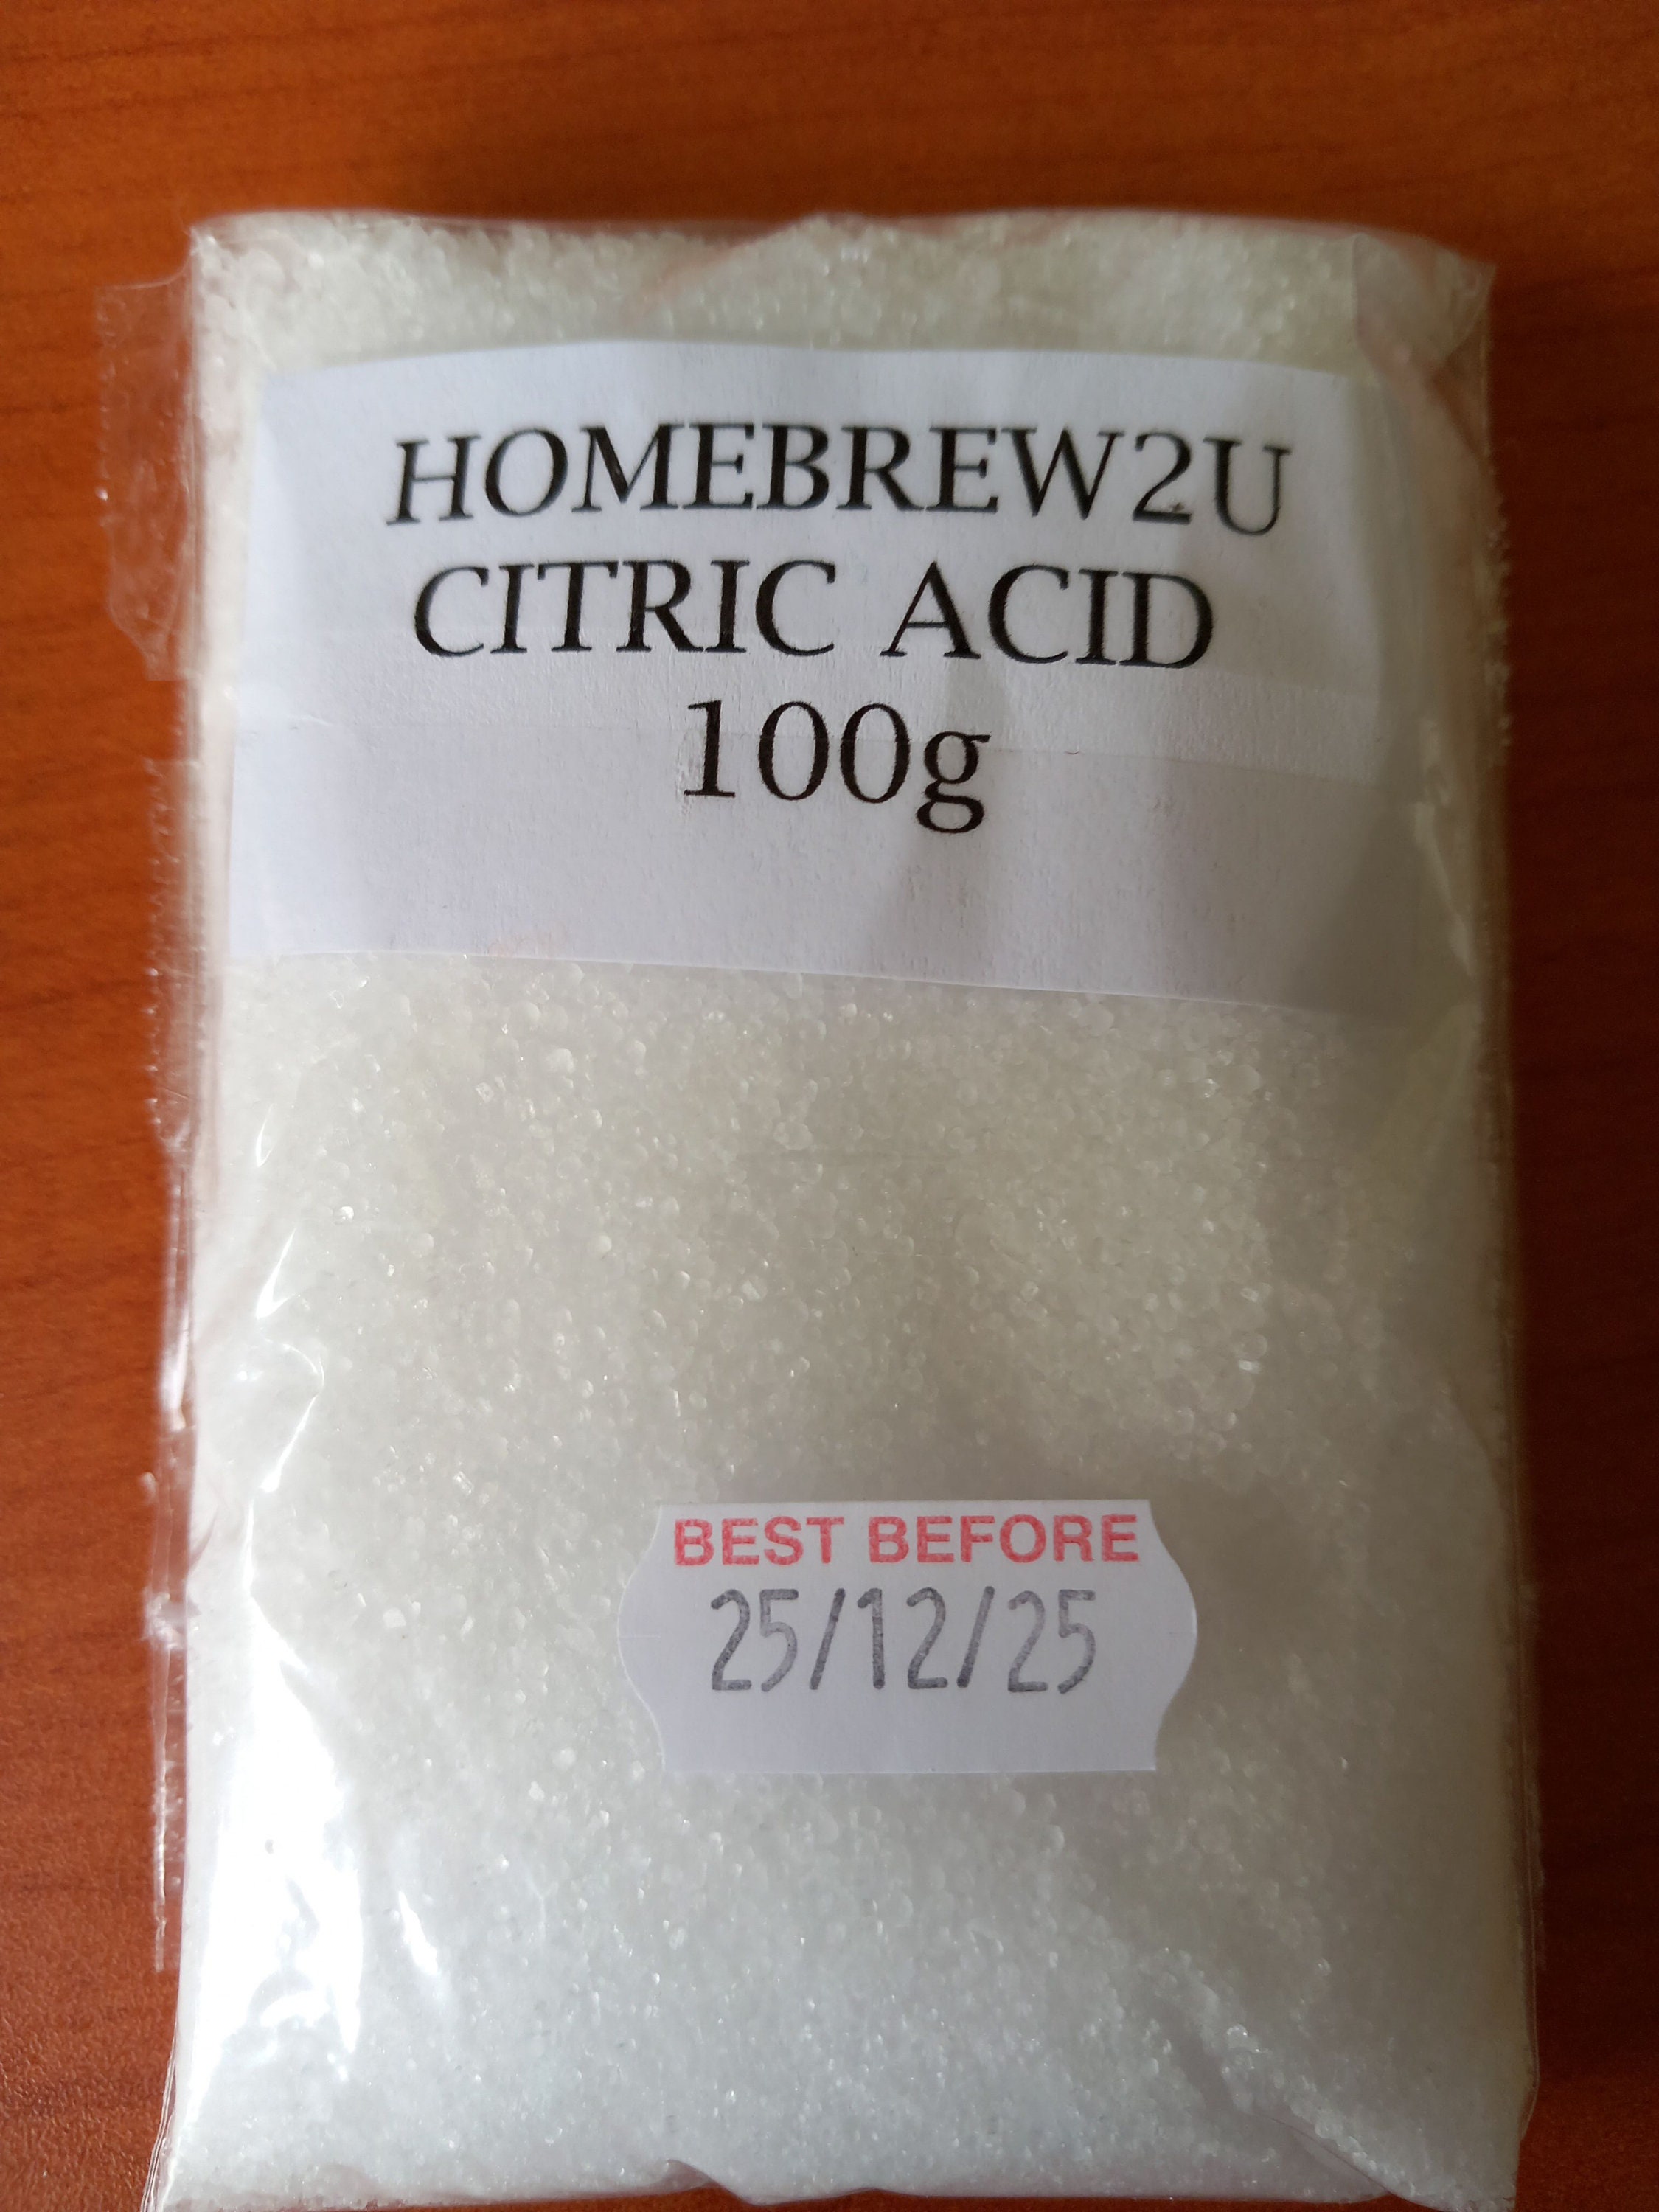 HOMEBREW2U
CITRIC ACID
100g
BEST BEFORE
25/12/25